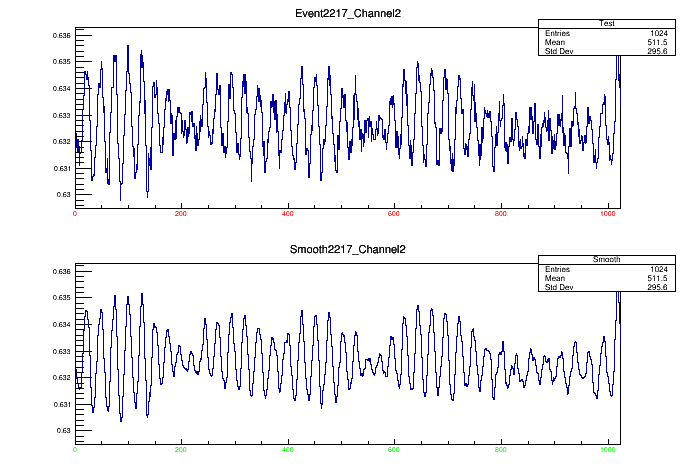 Event2217_Channel2
Test
Entries 1024
Mean 511.5
Std Dev 295.6
0.636
0.635
0.634
0.633
0.632
0.631
0.63
0 200 400 600 800 1000
Smooth2217_Channel2
Smooth
Entries 1024
Mean 511.5
Std Dev 295.6
0.636
0.635
0.634
0.633
0.632
0.631
0.63
0 200 400 600 800 1000